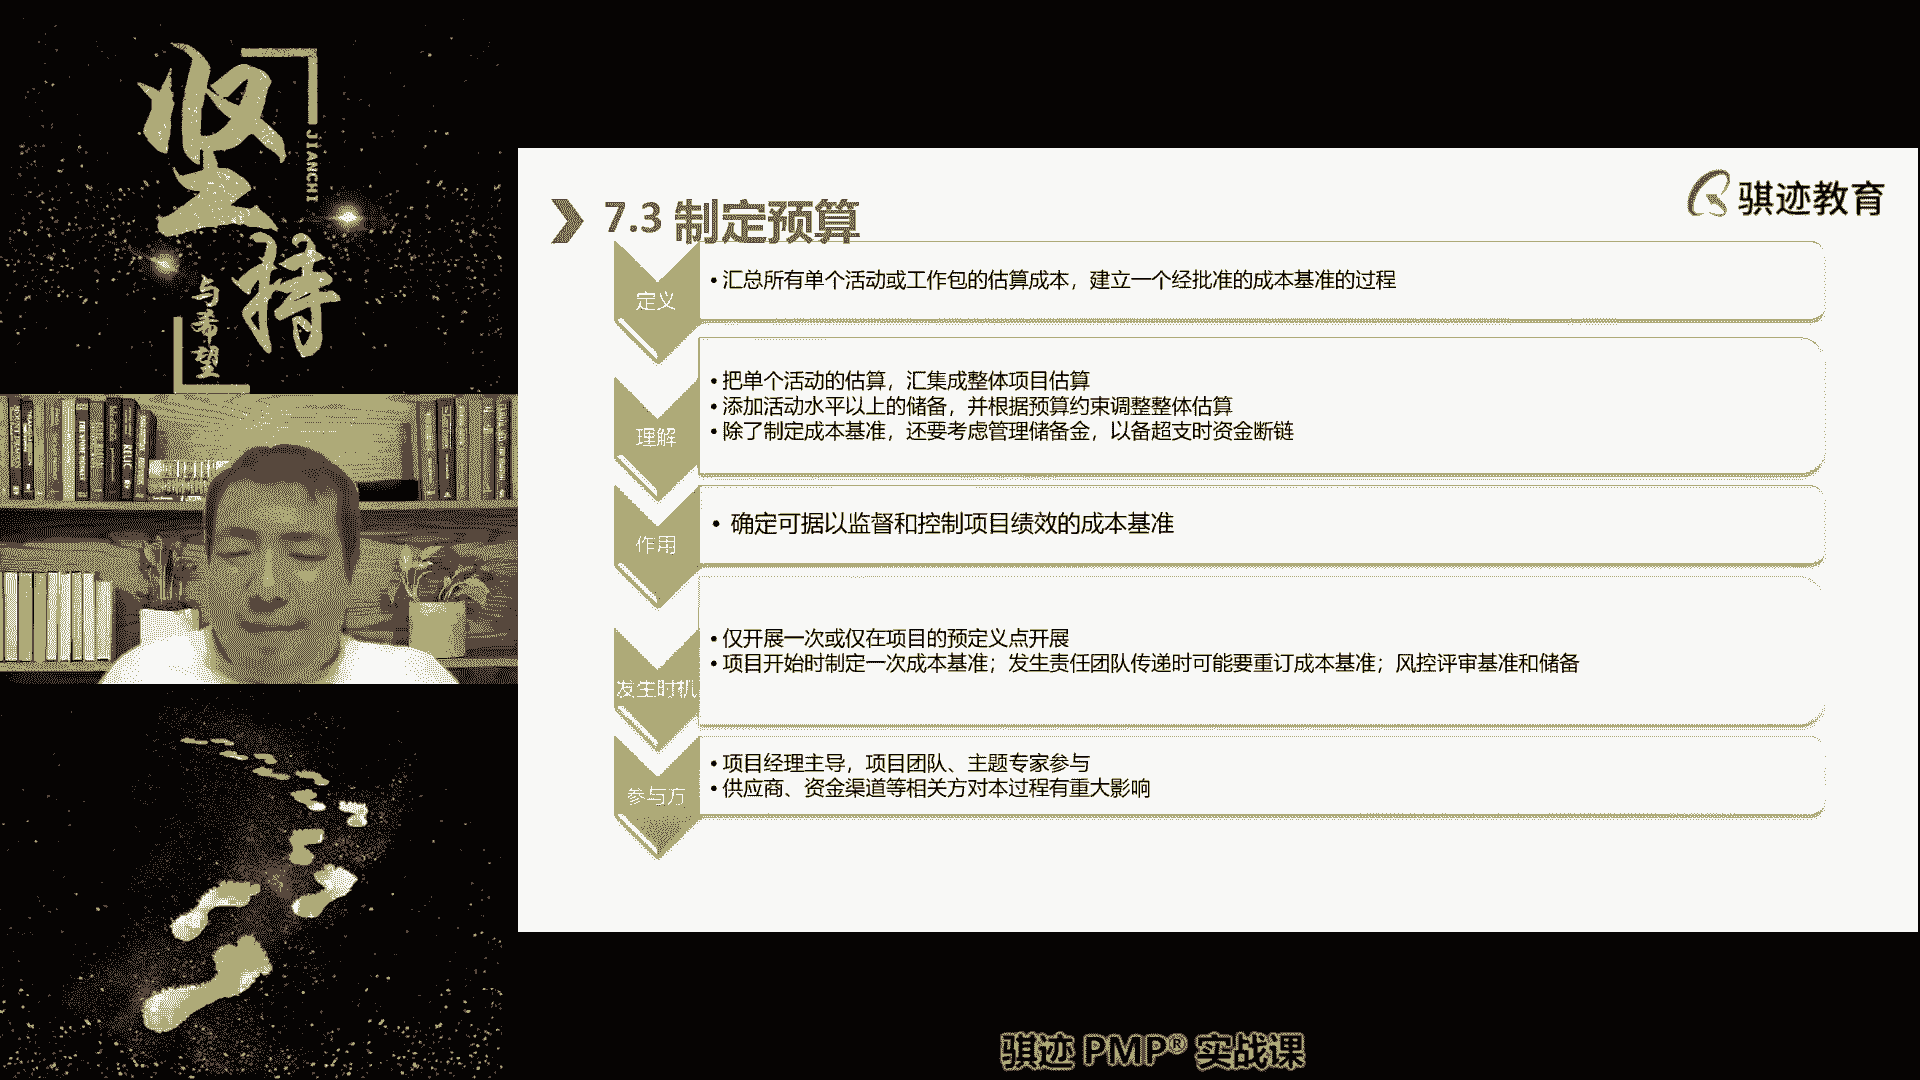 坚持
JIANCHI
与希望
骐迹教育
7.3 制定预算
定义
• 汇总所有单个活动或工作包的估算成本，建立一个经批准的成本基准的过程
理解
• 把单个活动的估算，汇集成整体项目估算
• 添加活动水平以上的储备，并根据预算约束调整整体估算
• 除了制定成本基准，还要考虑管理储备金，以备超支时资金断链
作用
• 确定可据以监督和控制项目绩效的成本基准
发生时机
• 仅开展一次或仅在项目的预定义点开展
• 项目开始时制定一次成本基准；发生责任团队传递时可能要重订成本基准；风控评审基准和储备
参与方
• 项目经理主导，项目团队、主题专家参与
• 供应商、资金渠道等相关方对本过程有重大影响
骐迹 PMP® 实战课